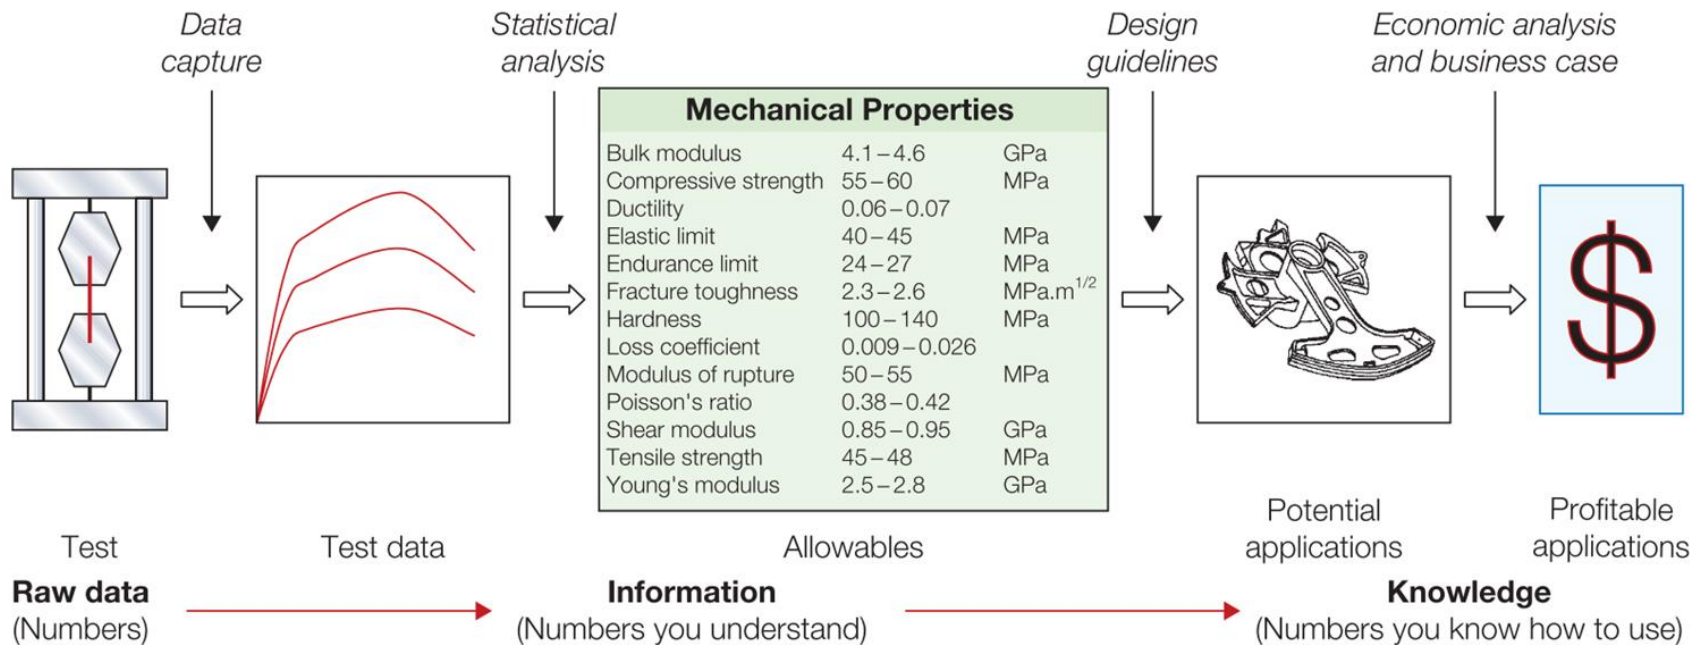 Data
capture
Statistical
analysis
Design
guidelines
Economic analysis
and business case
Mechanical Properties
Bulk modulus 4.1–4.6 GPa
Compressive strength 55–60 MPa
Ductility 0.06–0.07
Elastic limit 40–45 MPa
Endurance limit 24–27 MPa
Fracture toughness 2.3–2.6 MPa.m^1/2
Hardness 100–140 MPa
Loss coefficient 0.009–0.026
Modulus of rupture 50–55 MPa
Poisson's ratio 0.38–0.42
Shear modulus 0.85–0.95 GPa
Tensile strength 45–48 MPa
Young's modulus 2.5–2.8 GPa
$
Test
Test data
Allowables
Potential
applications
Profitable
applications
Raw data
(Numbers)
Information
(Numbers you understand)
Knowledge
(Numbers you know how to use)